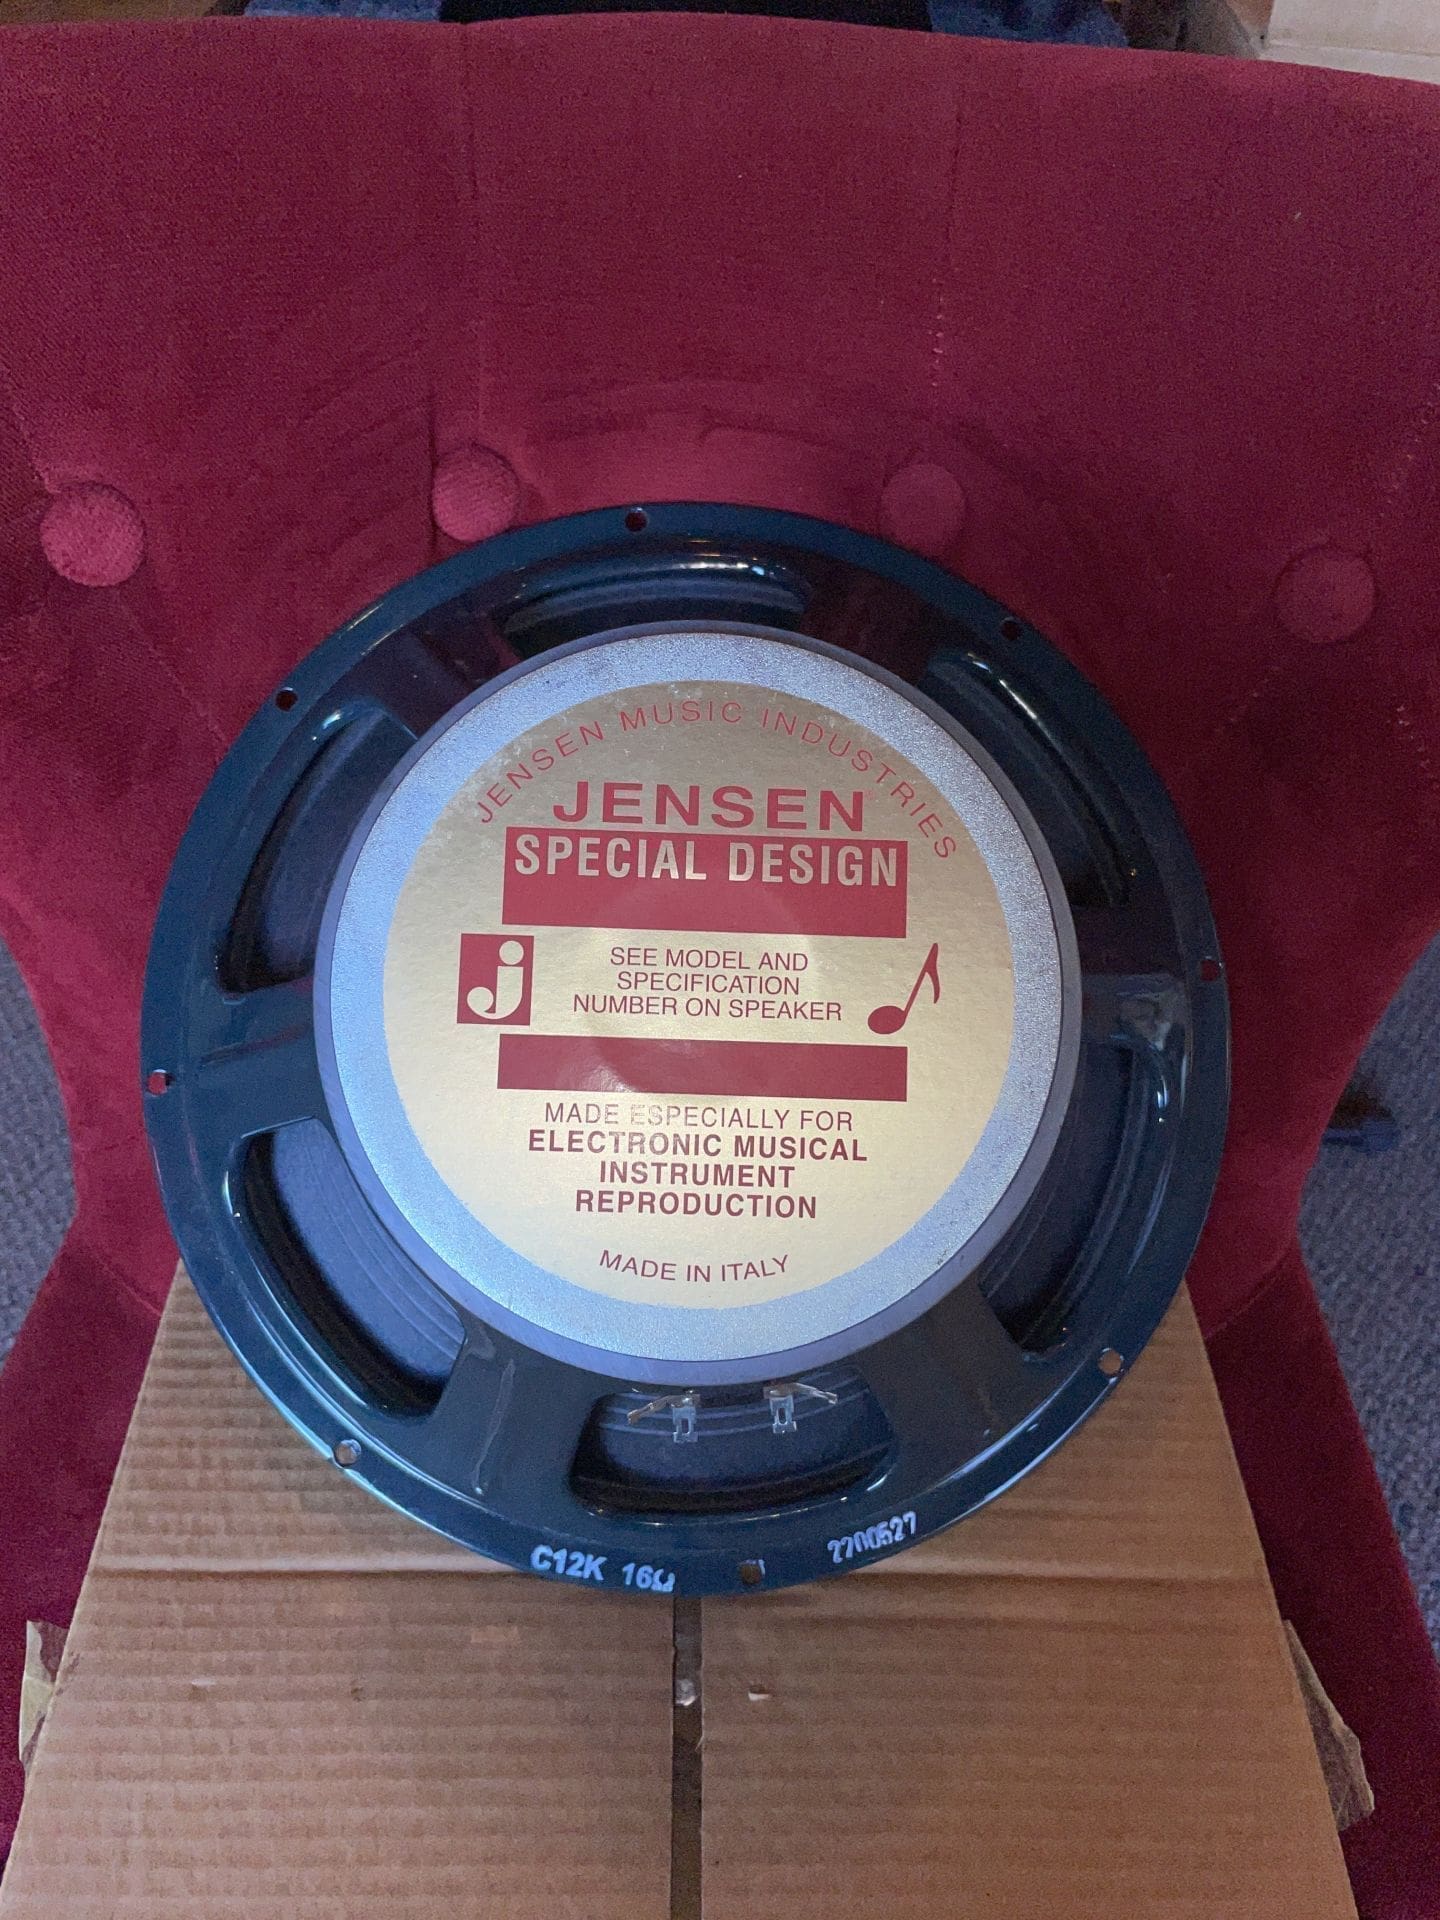 JENSEN MUSIC INDUSTRIES
JENSEN
SPECIAL DESIGN
j
SEE MODEL AND
SPECIFICATION
NUMBER ON SPEAKER
MADE ESPECIALLY FOR
ELECTRONIC MUSICAL
INSTRUMENT
REPRODUCTION
MADE IN ITALY
C12K 16Ω